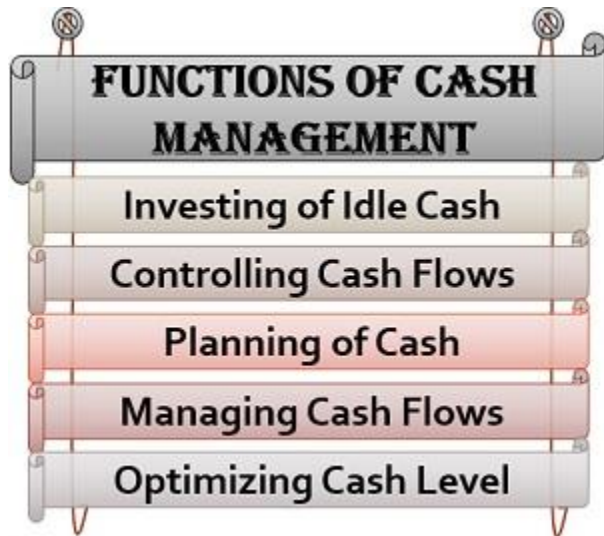 FUNCTIONS OF CASH
MANAGEMENT
Investing of Idle Cash
Controlling Cash Flows
Planning of Cash
Managing Cash Flows
Optimizing Cash Level